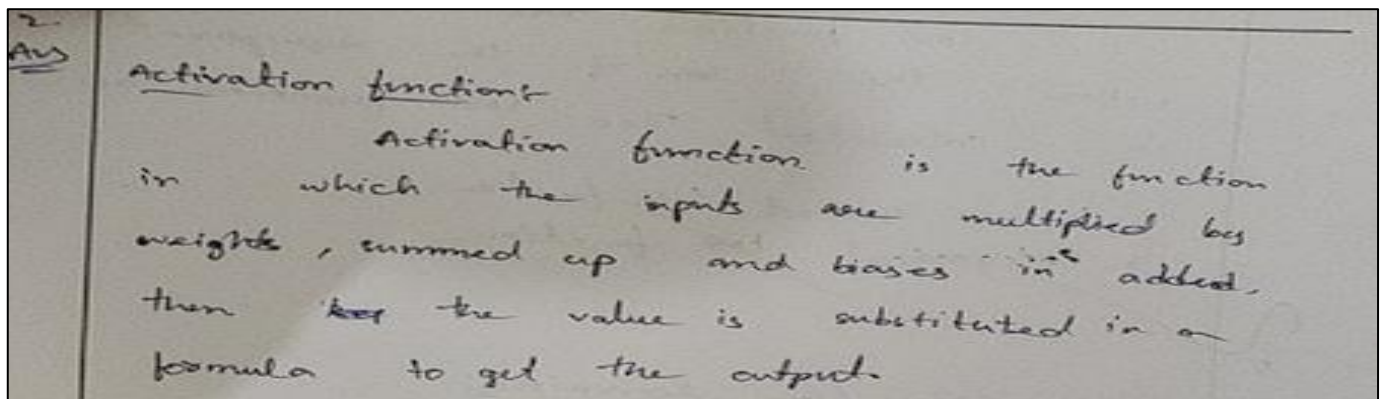 2.
Ans
Activation function:-
Activation function is the function
in which the inputs are multiplied by
weights, summed up and biases is added.
then the value is substituted in a
formula to get the output.